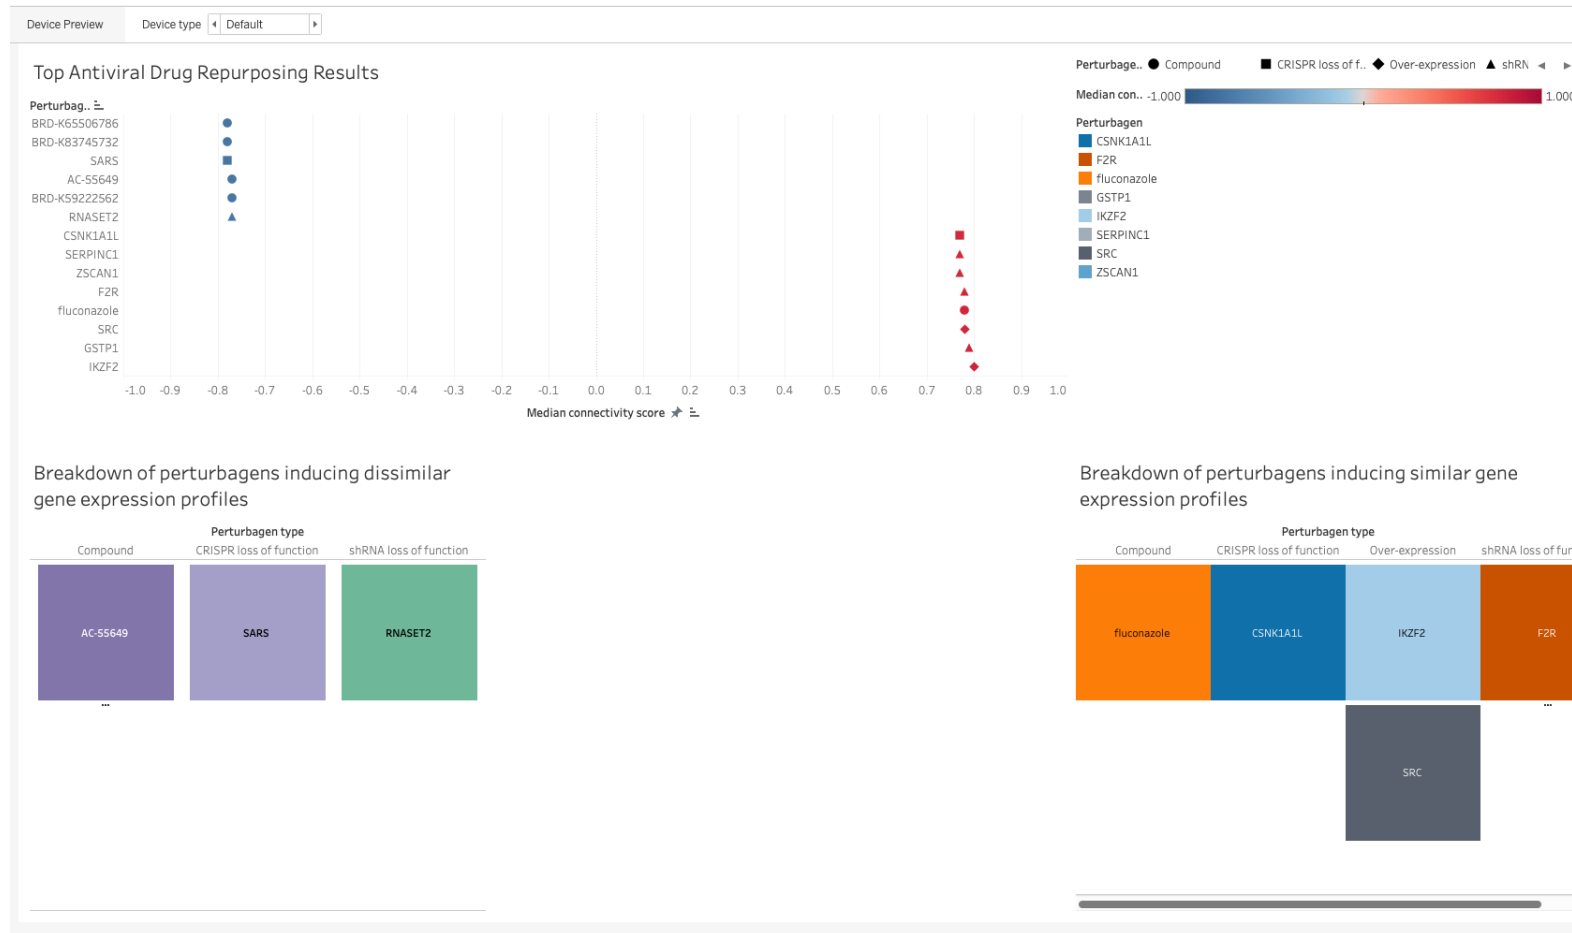 Device Preview Device type Default
Top Antiviral Drug Repurposing Results
Perturbag..
BRD-K65506786
BRD-K83745732
SARS
AC-55649
BRD-K59222562
RNASET2
CSNK1A1L
SERPINC1
ZSCAN1
F2R
fluconazole
SRC
GSTP1
IKZF2
-1.0 -0.9 -0.8 -0.7 -0.6 -0.5 -0.4 -0.3 -0.2 -0.1 0.0 0.1 0.2 0.3 0.4 0.5 0.6 0.7 0.8 0.9 1.0
Median connectivity score
Perturbage.. Compound CRISPR loss of f.. Over-expression shRN
Median con.. -1.000 1.000
Perturbagen
CSNK1A1L
F2R
fluconazole
GSTP1
IKZF2
SERPINC1
SRC
ZSCAN1
Breakdown of perturbagens inducing dissimilar
gene expression profiles
Perturbagen type
Compound CRISPR loss of function shRNA loss of function
AC-55649 SARS RNASET2
...
Breakdown of perturbagens inducing similar gene
expression profiles
Perturbagen type
Compound CRISPR loss of function Over-expression shRNA loss of fur
fluconazole CSNK1A1L IKZF2 F2R
...
SRC